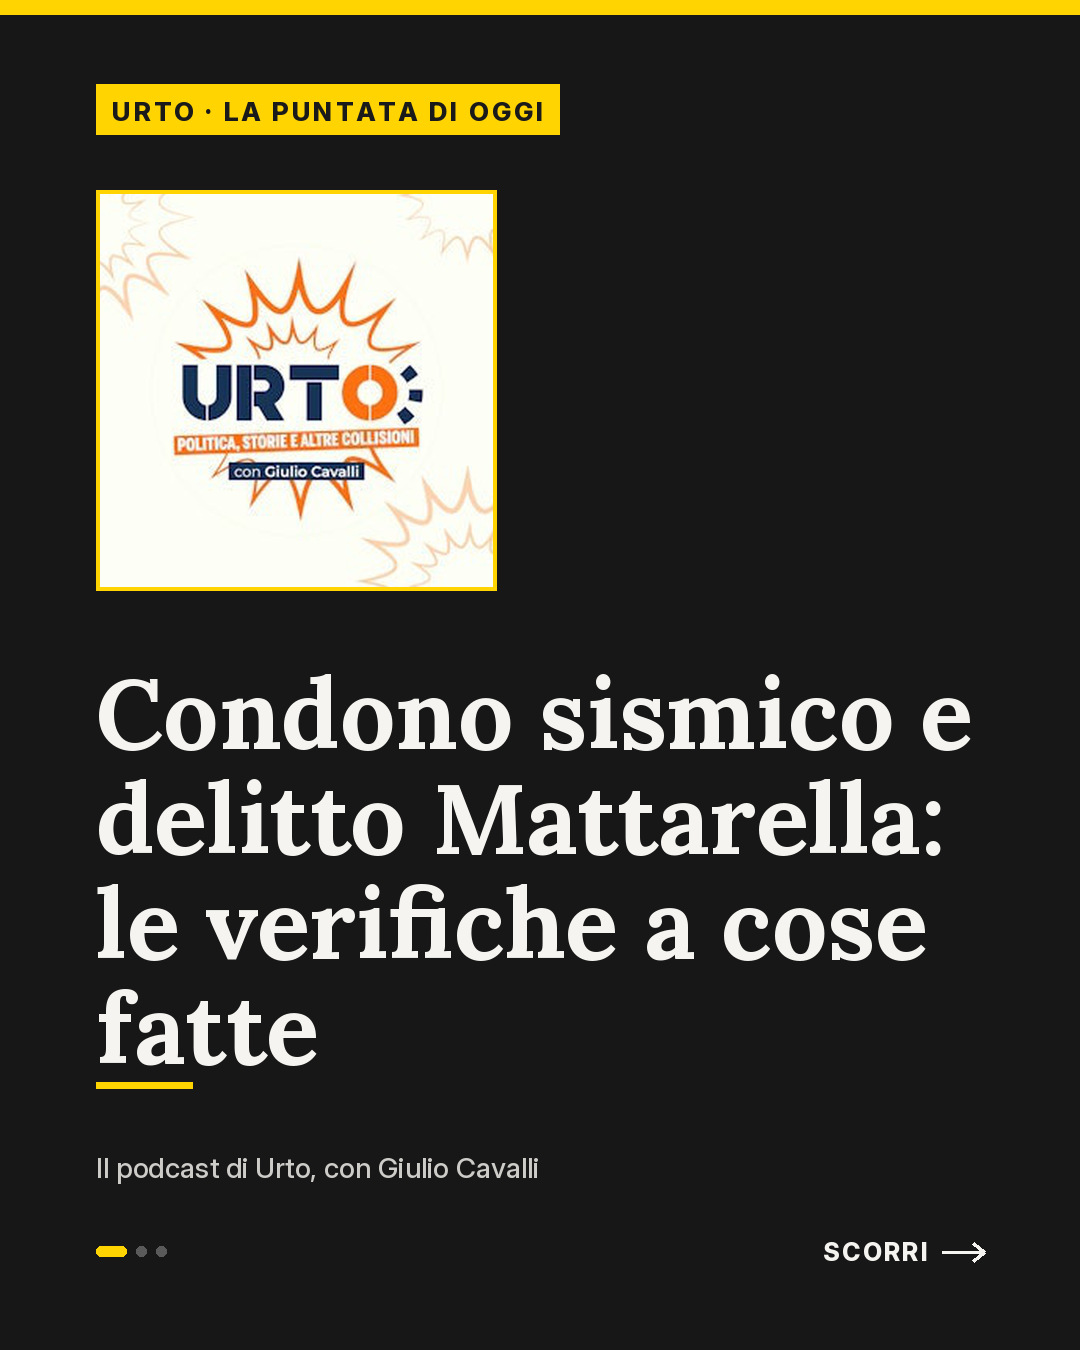 URTO · LA PUNTATA DI OGGI
URTO
POLITICA, STORIE E ALTRE COLLISIONI
con Giulio Cavalli
Condono sismico e
delitto Mattarella:
le verifiche a cose
fatte
Il podcast di Urto, con Giulio Cavalli
SCORRI